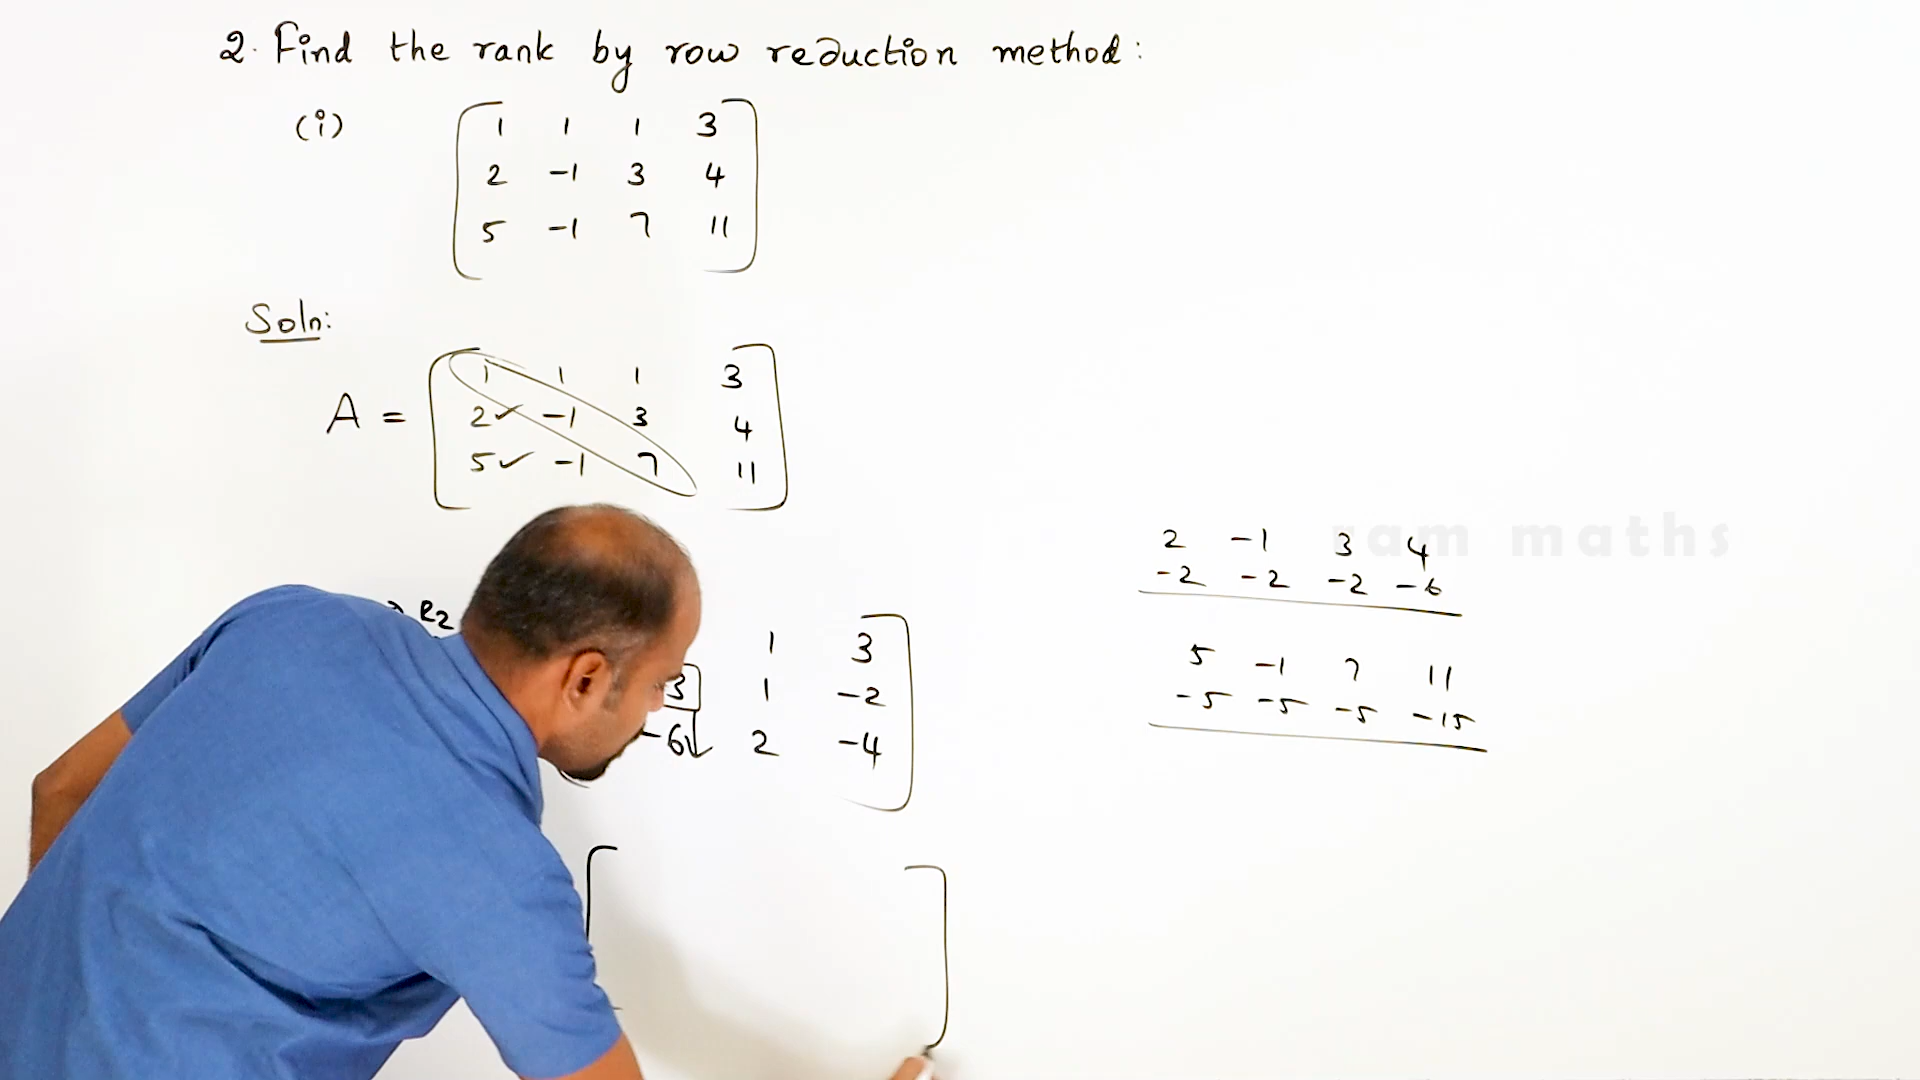 2. Find the rank by row reduction method:
(i)
1 1 1 3
2 -1 3 4
5 -1 7 11
Soln:
A =
1 1 1 3
2 -1 3 4
5 -1 7 11
R2
1 3
3 1 -2
-6 2 -4
ram maths
2 -1 3 4
-2 -2 -2 -6
5 -1 7 11
-5 -5 -5 -15